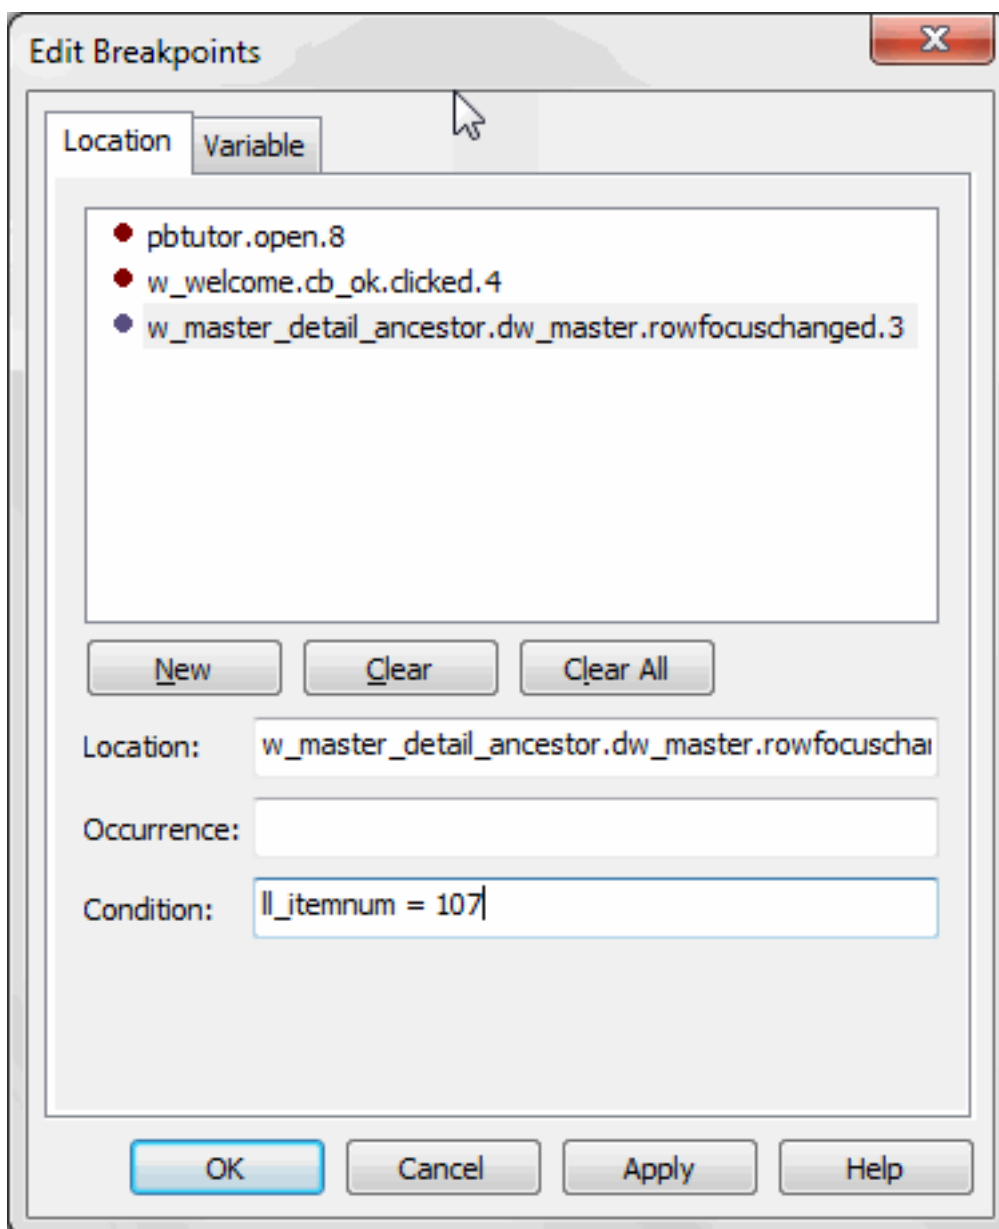 Edit Breakpoints
Location Variable
pbtutor.open.8
w_welcome.cb_ok.clicked.4
w_master_detail_ancestor.dw_master.rowfocuschanged.3
New Clear Clear All
Location: w_master_detail_ancestor.dw_master.rowfocuschar
Occurrence:
Condition: ll_itemnum = 107
OK Cancel Apply Help